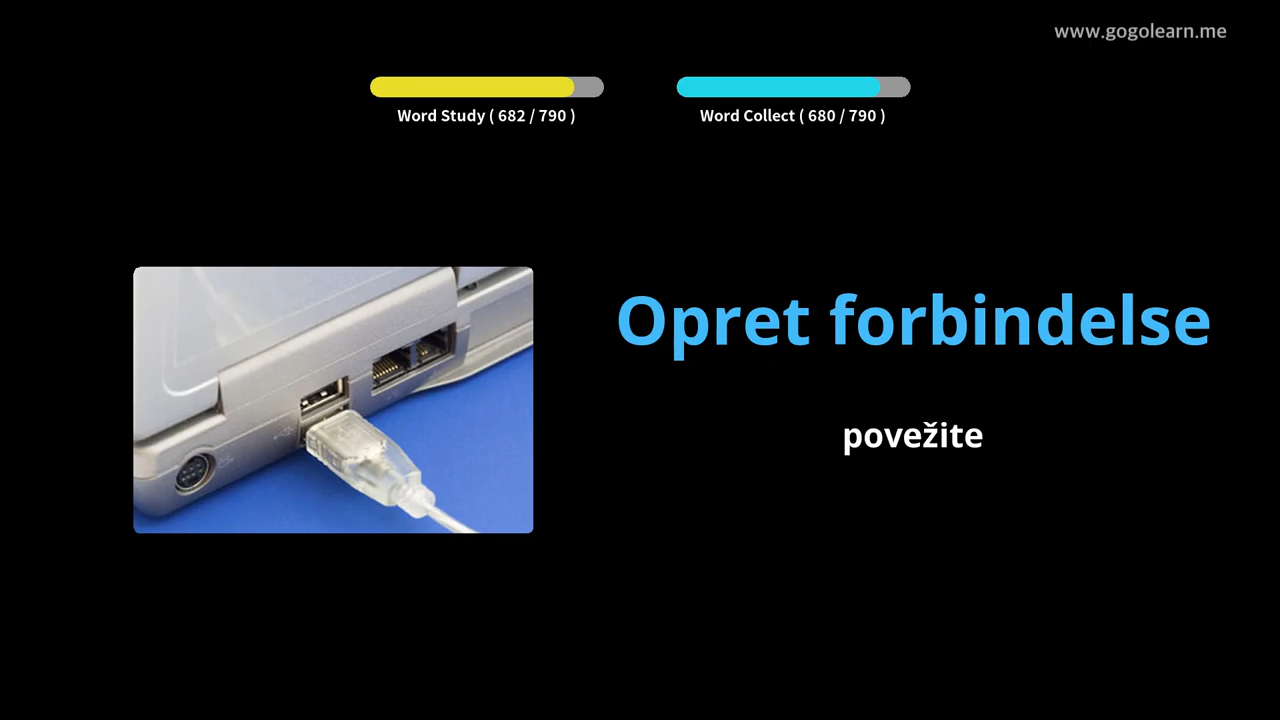 www.gogolearn.me
Word Study ( 682 / 790 )
Word Collect ( 680 / 790 )
Opret forbindelse
povežite